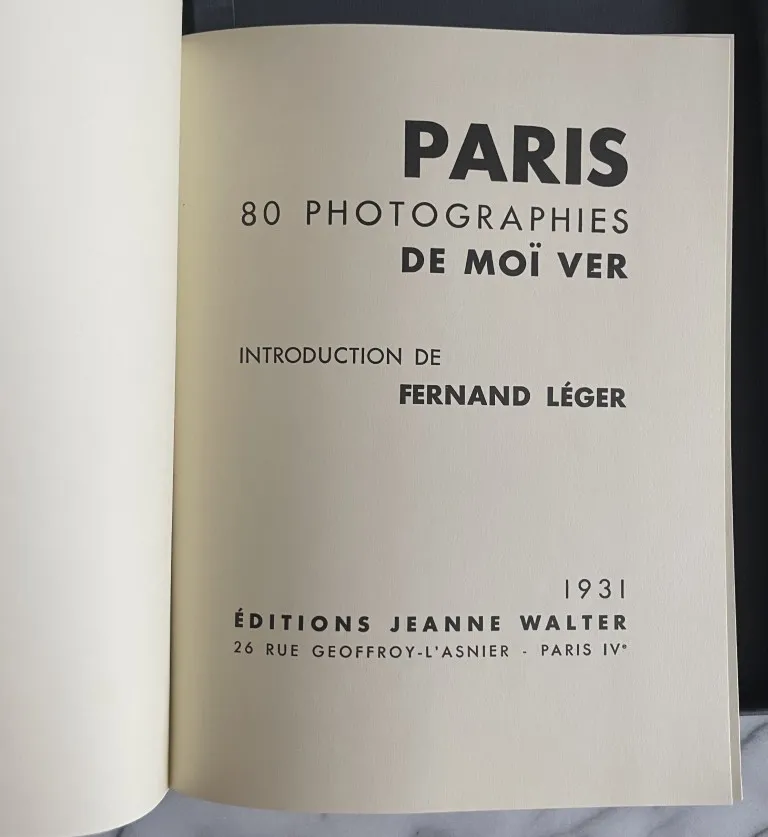 PARIS
80 PHOTOGRAPHIES
DE MOÏ VER
INTRODUCTION DE
FERNAND LÉGER
1931
ÉDITIONS JEANNE WALTER
26 RUE GEOFFROY-L'ASNIER - PARIS IVᵉ